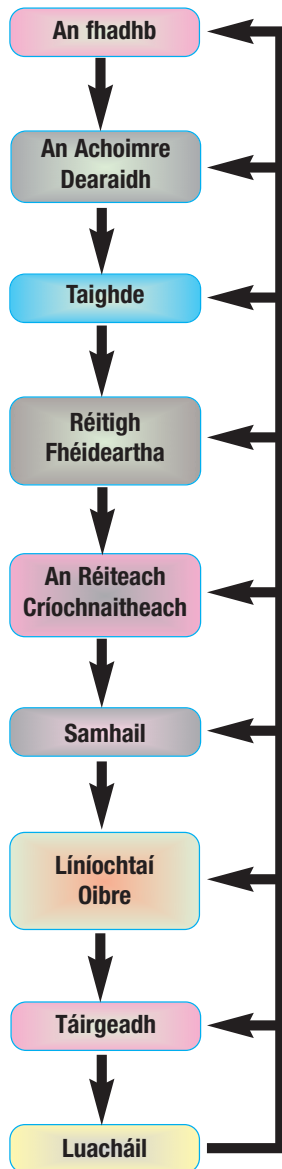 An fhadhb
An Achoimre
Dearaidh
Taighde
Réitigh
Fhéideartha
An Réiteach
Críochnaitheach
Samhail
Líníochtaí
Oibre
Táirgeadh
Luacháil